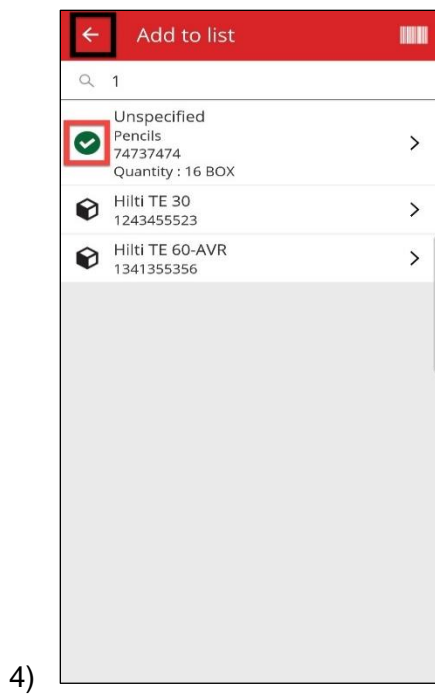 Add to list
1
Unspecified
Pencils
74737474
Quantity : 16 BOX
Hilti TE 30
1243455523
Hilti TE 60-AVR
1341355356
4)